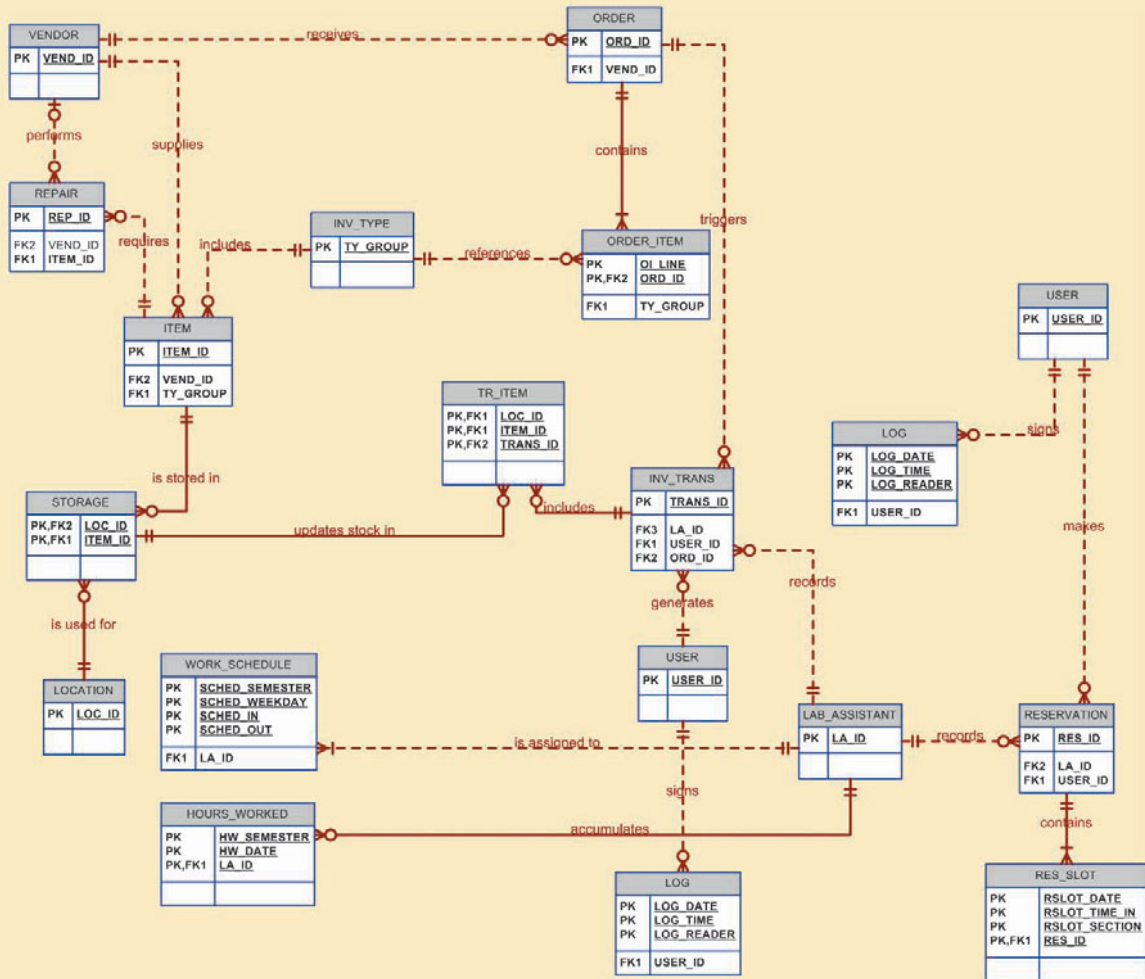 VENDOR
PK VEND_ID
receives
ORDER
PK ORD_ID
FK1 VEND_ID
performs
supplies
contains
triggers
REPAIR
PK REP_ID
FK2 VEND_ID
FK1 ITEM_ID
requires
includes
INV_TYPE
PK TY_GROUP
references
ORDER_ITEM
PK OI_LINE
PK,FK2 ORD_ID
FK1 TY_GROUP
USER
PK USER_ID
ITEM
PK ITEM_ID
FK2 VEND_ID
FK1 TY_GROUP
TR_ITEM
PK,FK1 LOC_ID
PK,FK1 ITEM_ID
PK,FK2 TRANS_ID
signs
LOG
PK LOG_DATE
PK LOG_TIME
PK LOG_READER
FK1 USER_ID
is stored in
STORAGE
PK,FK2 LOC_ID
PK,FK1 ITEM_ID
updates stock in
includes
INV_TRANS
PK TRANS_ID
FK3 LA_ID
FK1 USER_ID
FK2 ORD_ID
makes
records
generates
is used for
LOCATION
PK LOC_ID
WORK_SCHEDULE
PK SCHED_SEMESTER
PK SCHED_WEEKDAY
PK SCHED_IN
PK SCHED_OUT
FK1 LA_ID
USER
PK USER_ID
is assigned to
LAB_ASSISTANT
PK LA_ID
records
RESERVATION
PK RES_ID
FK2 LA_ID
FK1 USER_ID
signs
HOURS_WORKED
PK HW_SEMESTER
PK HW_DATE
PK,FK1 LA_ID
accumulates
contains
LOG
PK LOG_DATE
PK LOG_TIME
PK LOG_READER
FK1 USER_ID
RES_SLOT
PK RSLOT_DATE
PK RSLOT_TIME_IN
PK RSLOT_SECTION
PK,FK1 RES_ID